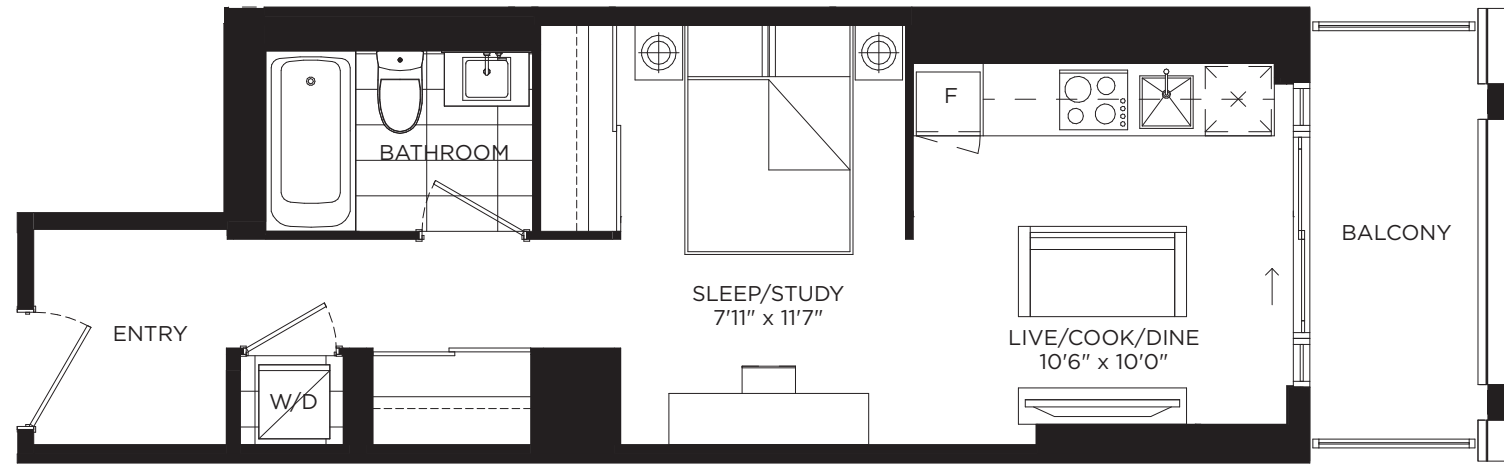 BATHROOM
F
BALCONY
SLEEP/STUDY
7'11" x 11'7"
ENTRY
LIVE/COOK/DINE
10'6" x 10'0"
W/D